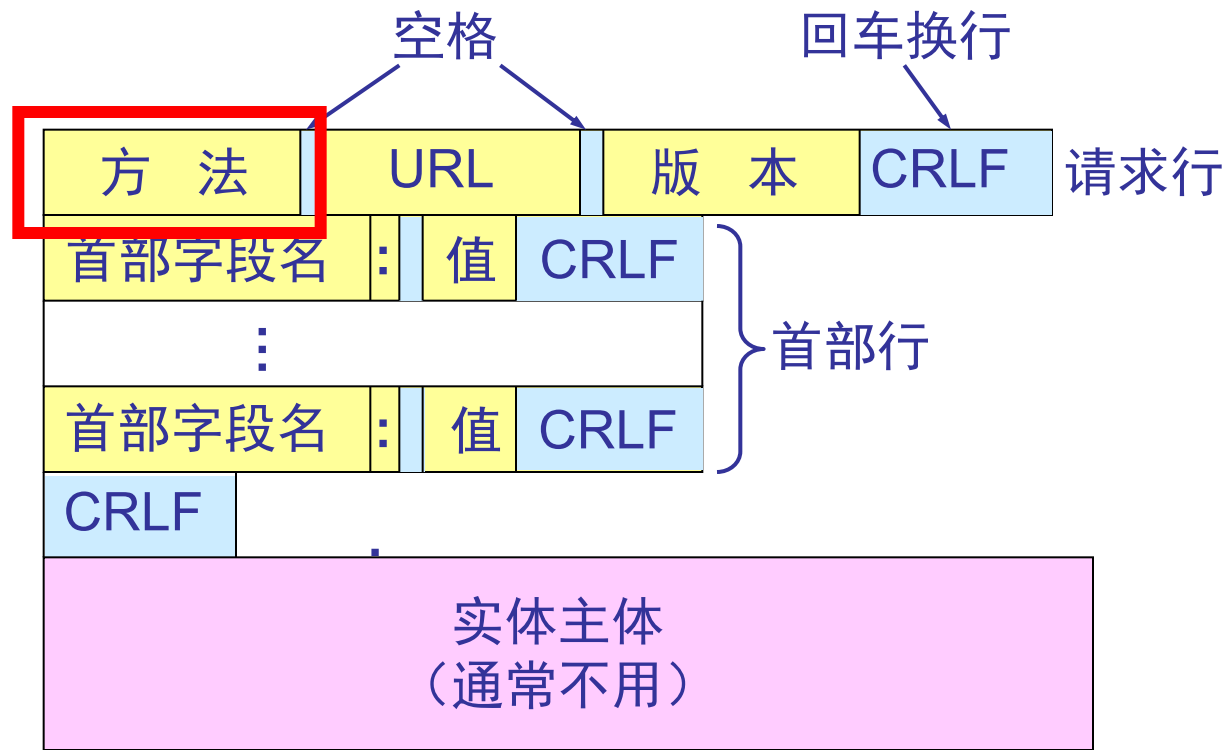 空格 回车换行
方 法 URL 版 本 CRLF 请求行
首部字段名 : 值 CRLF
⋮
首部行
首部字段名 : 值 CRLF
CRLF
实体主体
（通常不用）